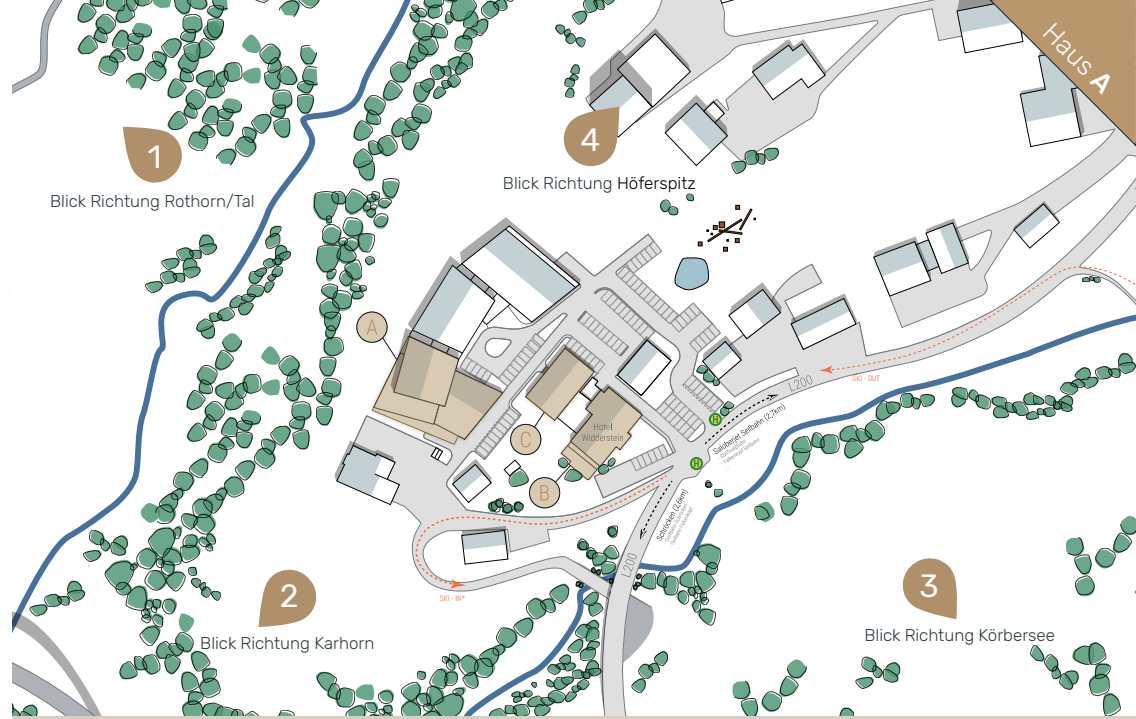 Haus A
1
Blick Richtung Rothorn/Tal
4
Blick Richtung Höferspitz
A
C
B
Hotel
Widderstein
H
H
L200
SKI - OUT
Saloberjet Seilbahn (2,7km)
Schröcken (2,6km)
L200
SKI - IN*
2
Blick Richtung Karhorn
3
Blick Richtung Körbersee